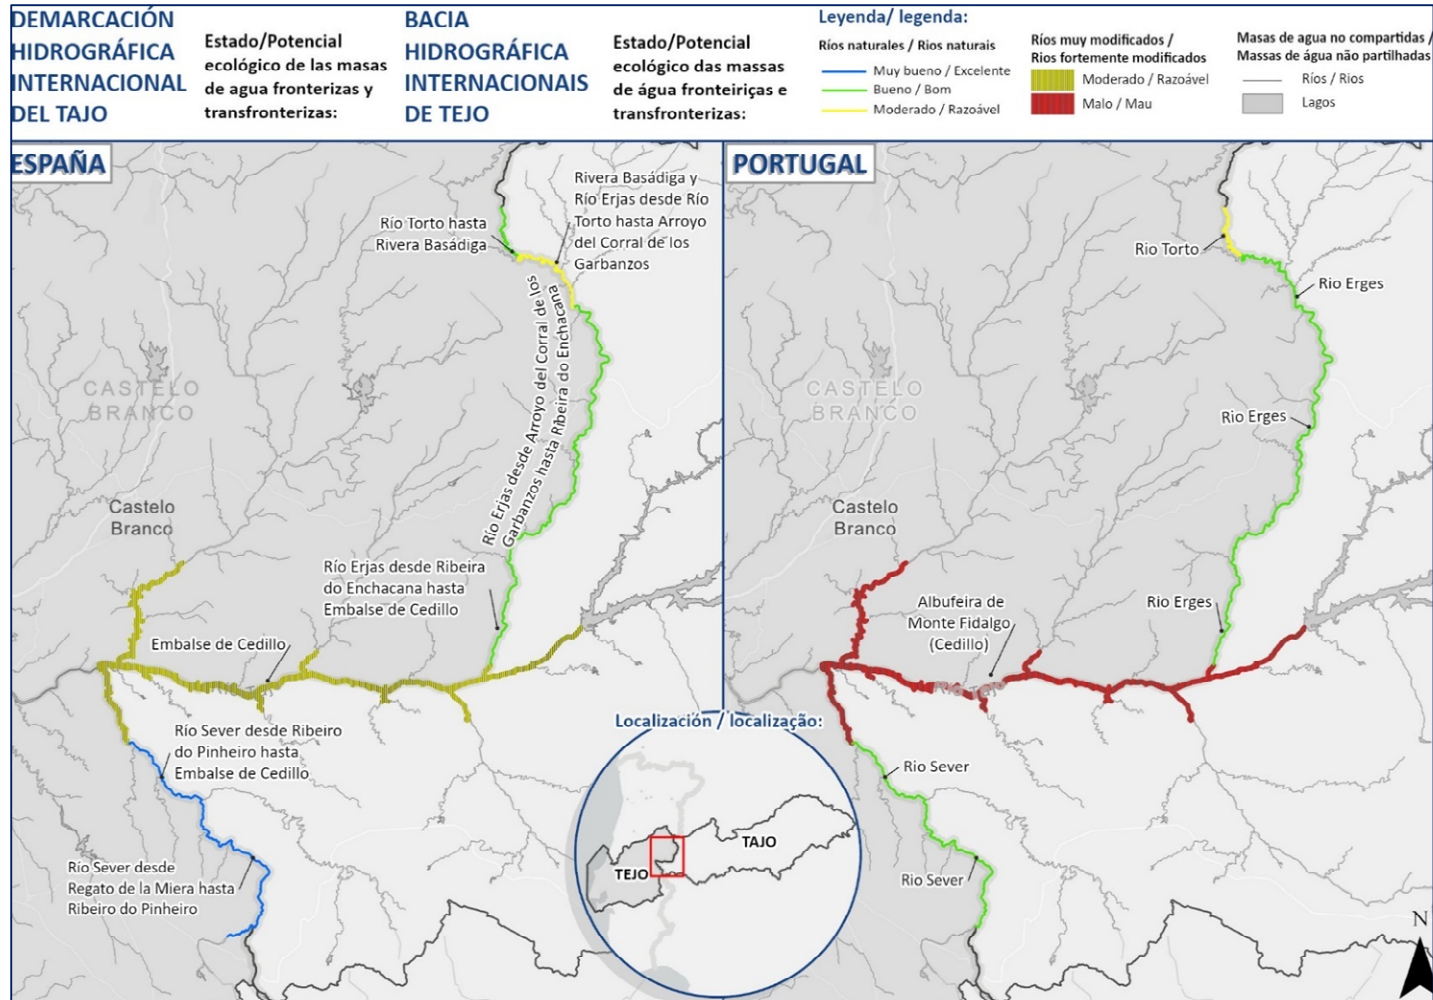 DEMARCACIÓN
HIDROGRÁFICA
INTERNACIONAL
DEL TAJO
Estado/Potencial
ecológico de las masas
de agua fronterizas y
transfronterizas:
BACIA
HIDROGRÁFICA
INTERNACIONAIS
DE TEJO
Estado/Potencial
ecológico das massas
de água fronteiriças e
transfronterizas:
Leyenda/ legenda:
Ríos naturales / Rios naturais
Muy bueno / Excelente
Bueno / Bom
Moderado / Razoável
Ríos muy modificados /
Rios fortemente modificados
Moderado / Razoável
Malo / Mau
Masas de agua no compartidas /
Massas de água não partilhadas
Ríos / Rios
Lagos
ESPAÑA
Rivera Basádiga y
Río Erjas desde Río
Torto hasta Arroyo
del Corral de los
Garbanzos
Río Torto hasta
Rivera Basádiga
Río Erjas desde Arroyo del Corral de los
Garbanzos hasta Ribeira do Enchacana
CASTELO
BRANCO
Castelo
Branco
Río Erjas desde Ribeira
do Enchacana hasta
Embalse de Cedillo
Embalse de Cedillo
Río Sever desde Ribeiro
do Pinheiro hasta
Embalse de Cedillo
Río Sever desde
Regato de la Miera hasta
Ribeiro do Pinheiro
PORTUGAL
Rio Torto
Rio Erges
CASTELO
BRANCO
Rio Erges
Castelo
Branco
Rio Erges
Albufeira de
Monte Fidalgo
(Cedillo)
Rio Sever
Rio Sever
Localización / localização:
TAJO
TEJO
N